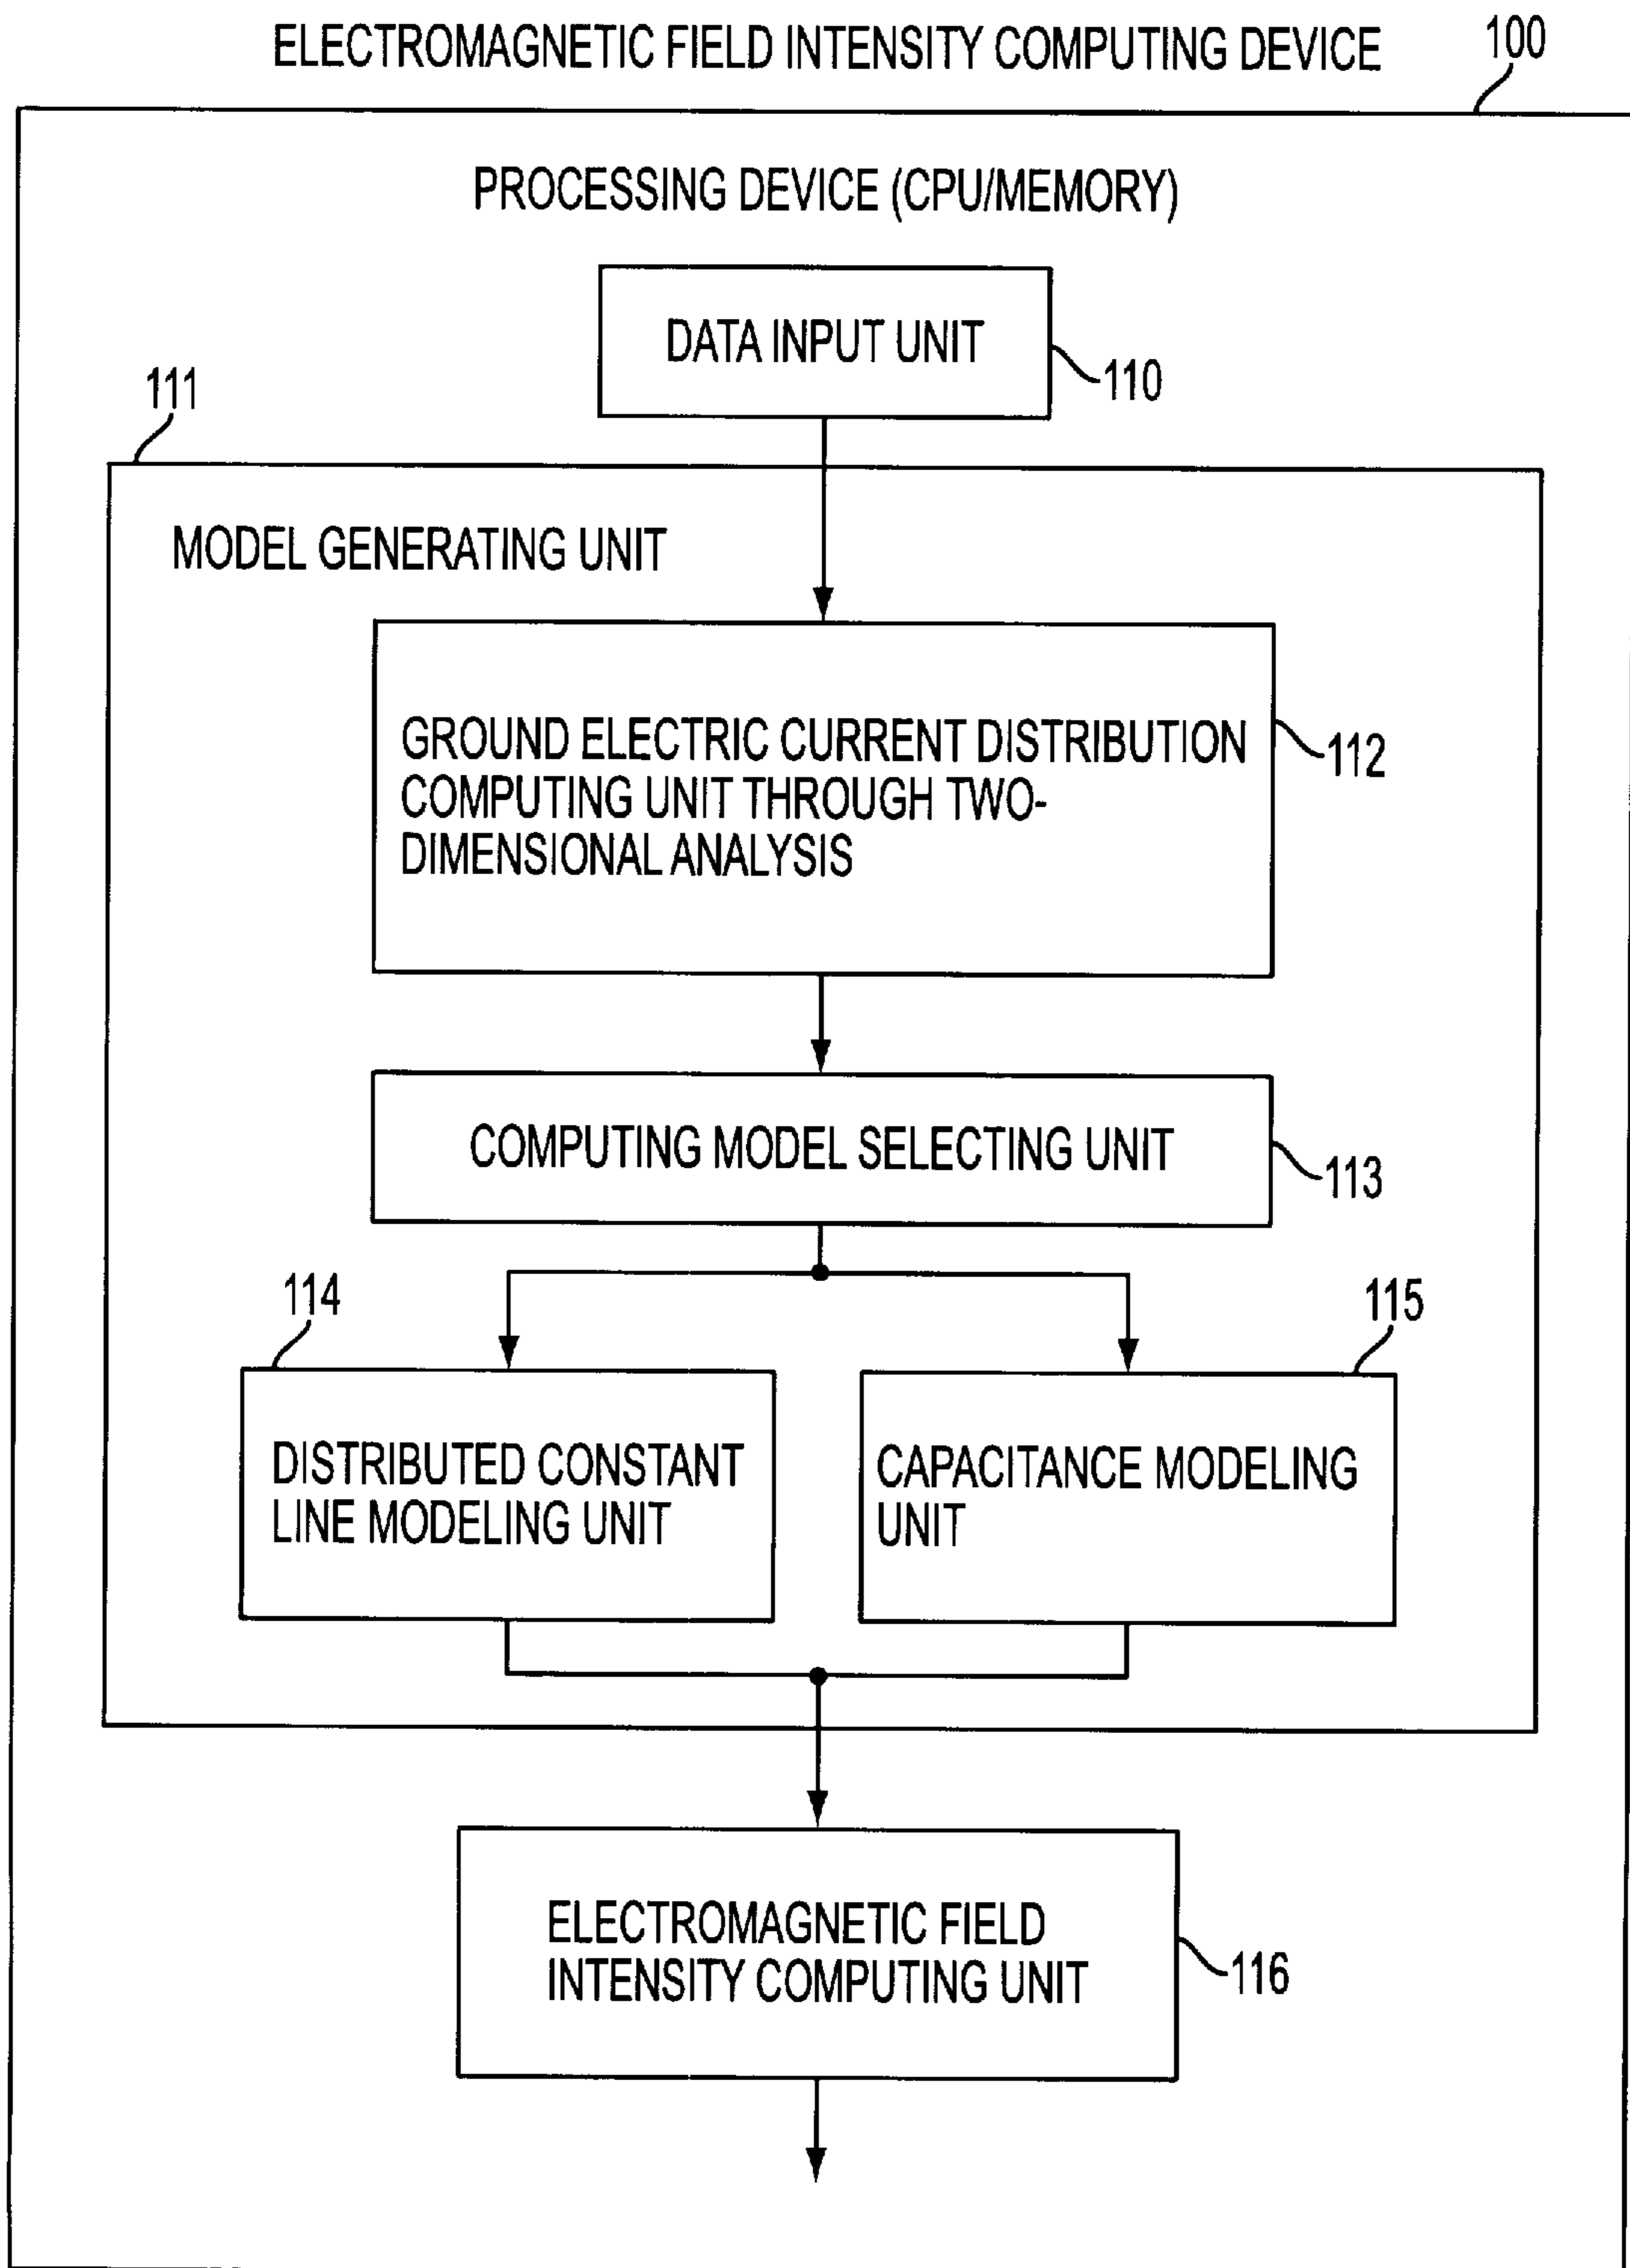 ELECTROMAGNETIC FIELD INTENSITY COMPUTING DEVICE
100
PROCESSING DEVICE (CPU/MEMORY)
DATA INPUT UNIT
110
111
MODEL GENERATING UNIT
GROUND ELECTRIC CURRENT DISTRIBUTION
COMPUTING UNIT THROUGH TWO-
DIMENSIONAL ANALYSIS
112
COMPUTING MODEL SELECTING UNIT
113
114
115
DISTRIBUTED CONSTANT
LINE MODELING UNIT
CAPACITANCE MODELING
UNIT
ELECTROMAGNETIC FIELD
INTENSITY COMPUTING UNIT
116